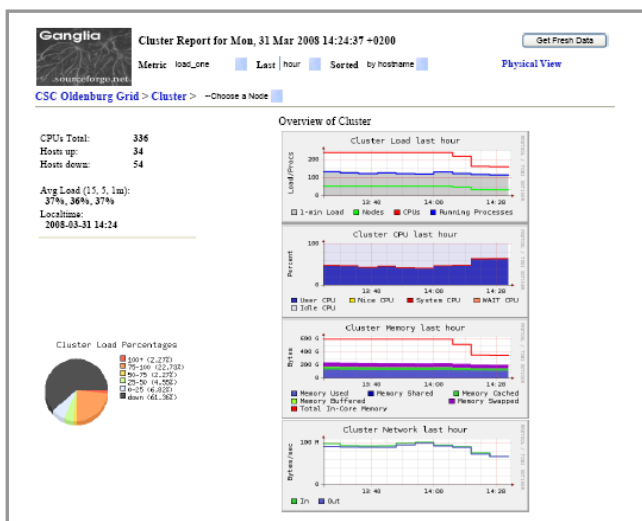 Ganglia
sourceforge.net
Cluster Report for Mon, 31 Mar 2008 14:24:37 +0200
Get Fresh Data
Metric load_one Last hour Sorted by hostname Physical View
CSC Oldenburg Grid > Cluster > --Choose a Node
Overview of Cluster
CPUs Total: 336
Hosts up: 34
Hosts down: 54
Avg Load (15, 5, 1m):
37%, 36%, 37%
Localtime:
2008-03-31 14:24
Cluster Load last hour
Load/Procs
200
100
0
13:40 14:00 14:20
1-min Load Nodes CPUs Running Processes
Cluster CPU last hour
Percent
100
0
13:40 14:00 14:20
User CPU Nice CPU System CPU WAIT CPU
Idle CPU
Cluster Memory last hour
Bytes
600 G
400 G
200 G
0
13:40 14:00 14:20
Memory Used Memory Shared Memory Cached
Memory Buffered Memory Swapped
Total In-Core Memory
Cluster Network last hour
Bytes/sec
100 M
0
13:40 14:00 14:20
In Out
Cluster Load Percentages
100+ (2.27%)
75-100 (22.73%)
50-75 (2.27%)
25-50 (4.55%)
0-25 (6.82%)
down (61.36%)